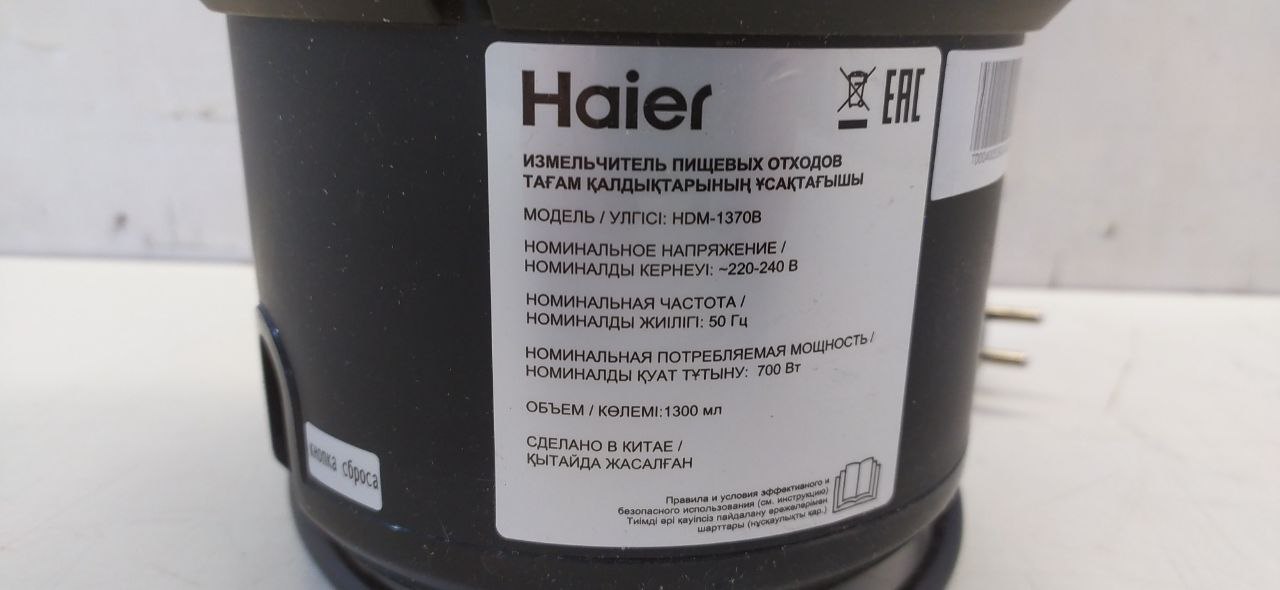 Haier
EAC
ИЗМЕЛЬЧИТЕЛЬ ПИЩЕВЫХ ОТХОДОВ
ТАҒАМ ҚАЛДЫҚТАРЫНЫҢ ҰСАҚТАҒЫШЫ
МОДЕЛЬ / УЛГІСІ: HDM-1370B
НОМИНАЛЬНОЕ НАПРЯЖЕНИЕ /
НОМИНАЛДЫ КЕРНЕУІ: ~220-240 В
НОМИНАЛЬНАЯ ЧАСТОТА /
НОМИНАЛДЫ ЖИІЛІГІ: 50 Гц
НОМИНАЛЬНАЯ ПОТРЕБЛЯЕМАЯ МОЩНОСТЬ /
НОМИНАЛДЫ ҚУАТ ТҰТЫНУ: 700 Вт
ОБЪЕМ / КӨЛЕМІ:1300 мл
СДЕЛАНО В КИТАЕ /
ҚЫТАЙДА ЖАСАЛҒАН
Правила и условия эффективного и
безопасного использования (см. инструкцию)
Тиімді әрі қауіпсіз пайдалану ережелерімен
шарттары (нұсқаулықты қар.)
кнопка сброса